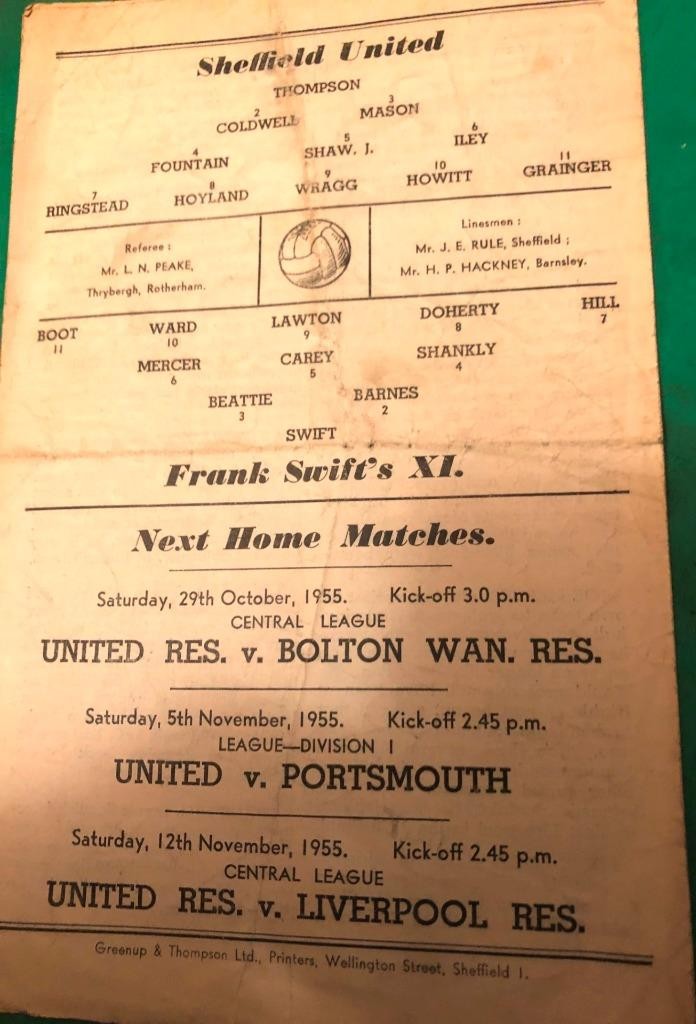 Sheffield United
THOMPSON
2 3
COLDWELL MASON
4 5 6
FOUNTAIN SHAW, J. ILEY
7 8 9 10 11
RINGSTEAD HOYLAND WRAGG HOWITT GRAINGER
Referee :
Mr. L. N. PEAKE,
Thrybergh, Rotherham.
Linesmen :
Mr. J. E. RULE, Sheffield ;
Mr. H. P. HACKNEY, Barnsley.
BOOT WARD LAWTON DOHERTY HILL
11 10 9 8 7
MERCER CAREY SHANKLY
6 5 4
BEATTIE BARNES
3 2
SWIFT
Frank Swift's XI.
Next Home Matches.
Saturday, 29th October, 1955. Kick-off 3.0 p.m.
CENTRAL LEAGUE
UNITED RES. v. BOLTON WAN. RES.
Saturday, 5th November, 1955. Kick-off 2.45 p.m.
LEAGUE—DIVISION I
UNITED v. PORTSMOUTH
Saturday, 12th November, 1955. Kick-off 2.45 p.m.
CENTRAL LEAGUE
UNITED RES. v. LIVERPOOL RES.
Greenup & Thompson Ltd., Printers, Wellington Street, Sheffield 1.